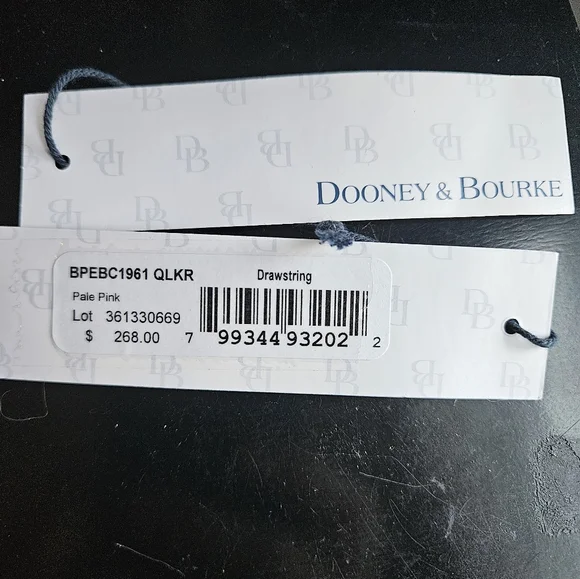 DOONEY & BOURKE
BPEBC1961 QLKR Drawstring
Pale Pink
Lot 361330669
$ 268.00 7 99344 93202 2